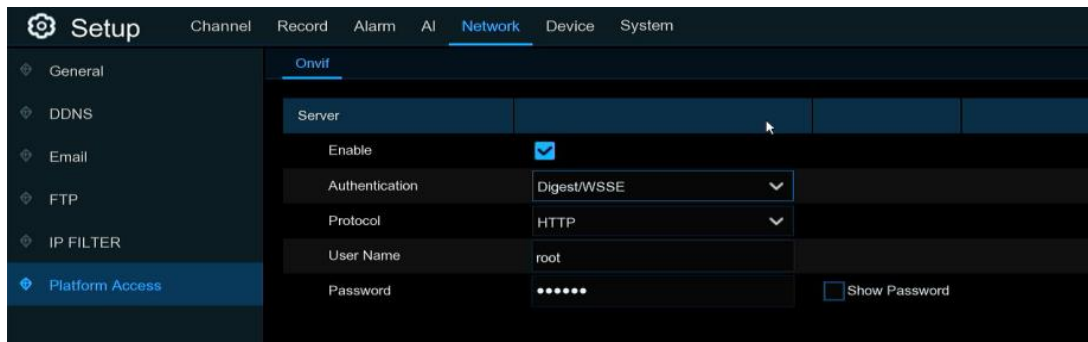 Setup Channel Record Alarm AI Network Device System
General
DDNS
Email
FTP
IP FILTER
Platform Access
Onvif
Server
Enable
Authentication Digest/WSSE
Protocol HTTP
User Name root
Password ●●●●●● Show Password